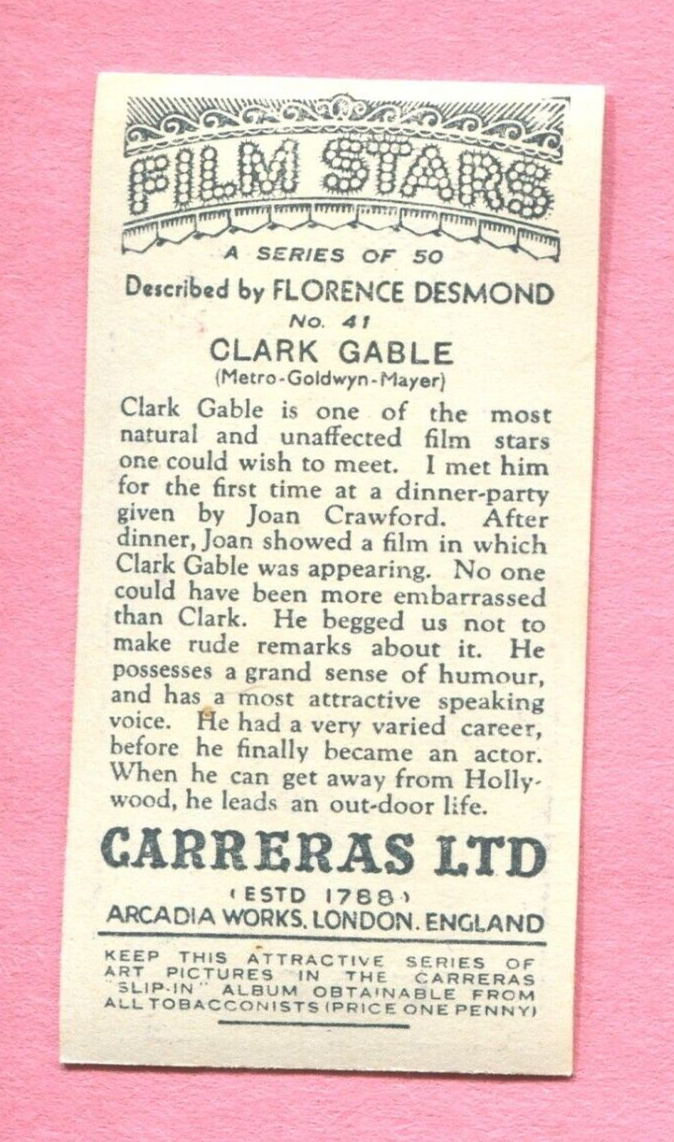 FILM STARS
A SERIES OF 50
Described by FLORENCE DESMOND
No. 41
CLARK GABLE
(Metro-Goldwyn-Mayer)
Clark Gable is one of the most
natural and unaffected film stars
one could wish to meet. I met him
for the first time at a dinner-party
given by Joan Crawford. After
dinner, Joan showed a film in which
Clark Gable was appearing. No one
could have been more embarrassed
than Clark. He begged us not to
make rude remarks about it. He
possesses a grand sense of humour,
and has a most attractive speaking
voice. He had a very varied career,
before he finally became an actor.
When he can get away from Holly-
wood, he leads an out-door life.
CARRERAS LTD
(ESTD 1788)
ARCADIA WORKS, LONDON. ENGLAND
KEEP THIS ATTRACTIVE SERIES OF
ART PICTURES IN THE CARRERAS
"SLIP-IN" ALBUM OBTAINABLE FROM
ALL TOBACCONISTS (PRICE ONE PENNY)